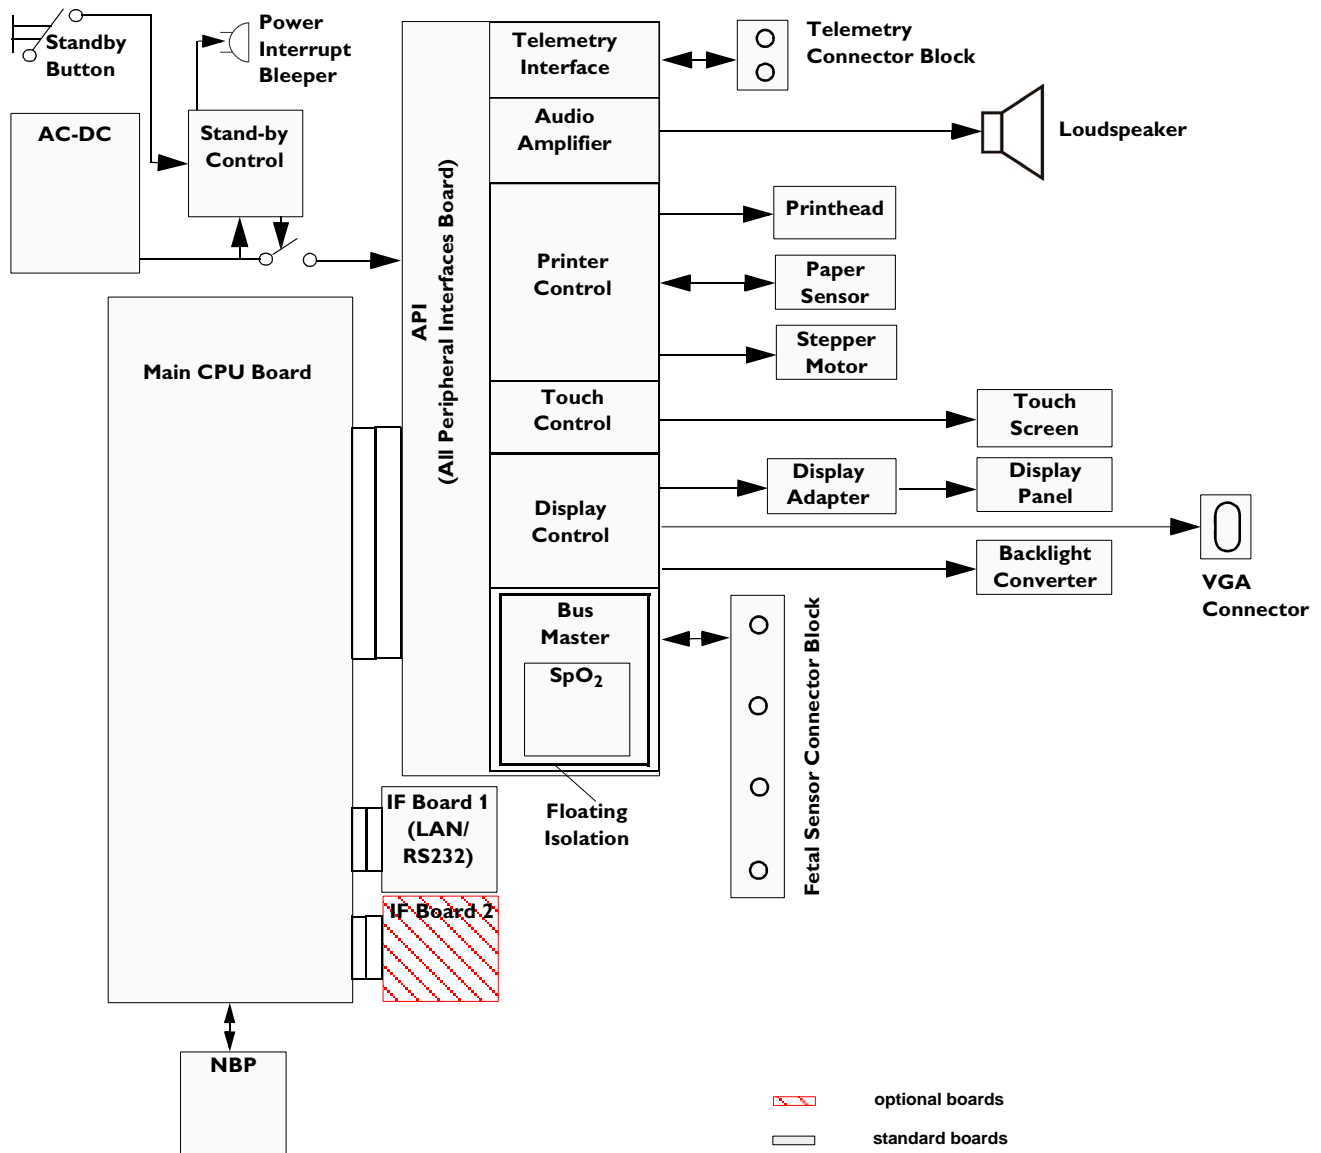 Standby
Button
Power
Interrupt
Bleeper
AC-DC
Stand-by
Control
Main CPU Board
API
(All Peripheral Interfaces Board)
Telemetry
Interface
Audio
Amplifier
Printer
Control
Touch
Control
Display
Control
Bus
Master
SpO₂
Floating
Isolation
Telemetry
Connector Block
Loudspeaker
Printhead
Paper
Sensor
Stepper
Motor
Touch
Screen
Display
Adapter
Display
Panel
Backlight
Converter
VGA
Connector
Fetal Sensor Connector Block
IF Board 1
(LAN/
RS232)
IF Board 2
NBP
optional boards
standard boards